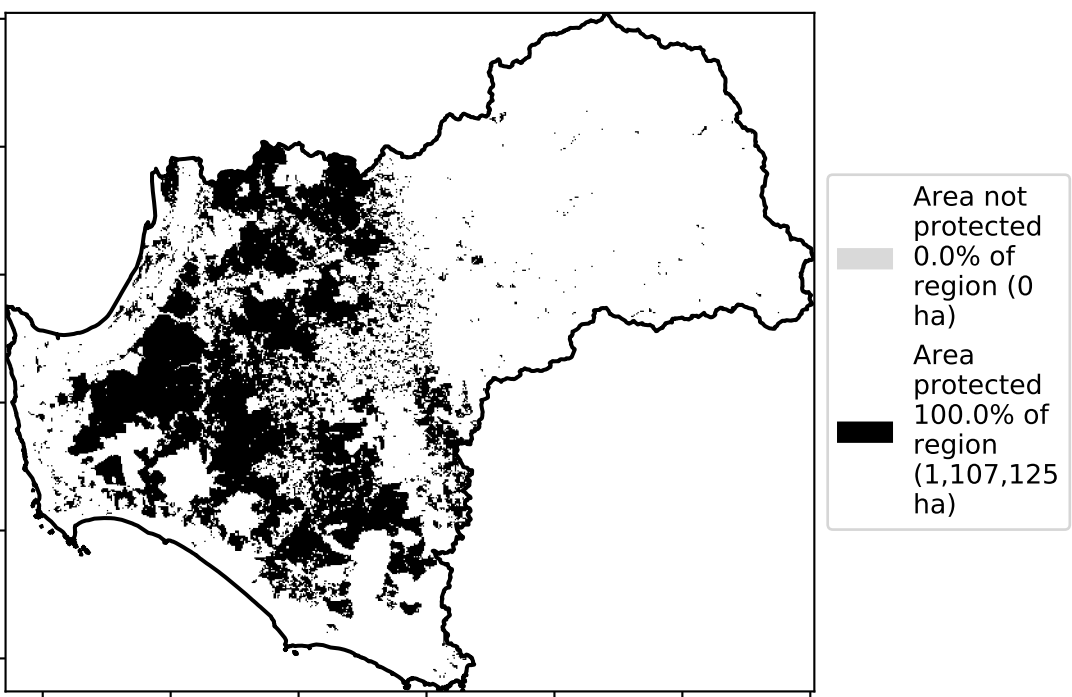 Area not
protected
0.0% of
region (0
ha)
Area
protected
100.0% of
region
(1,107,125
ha)